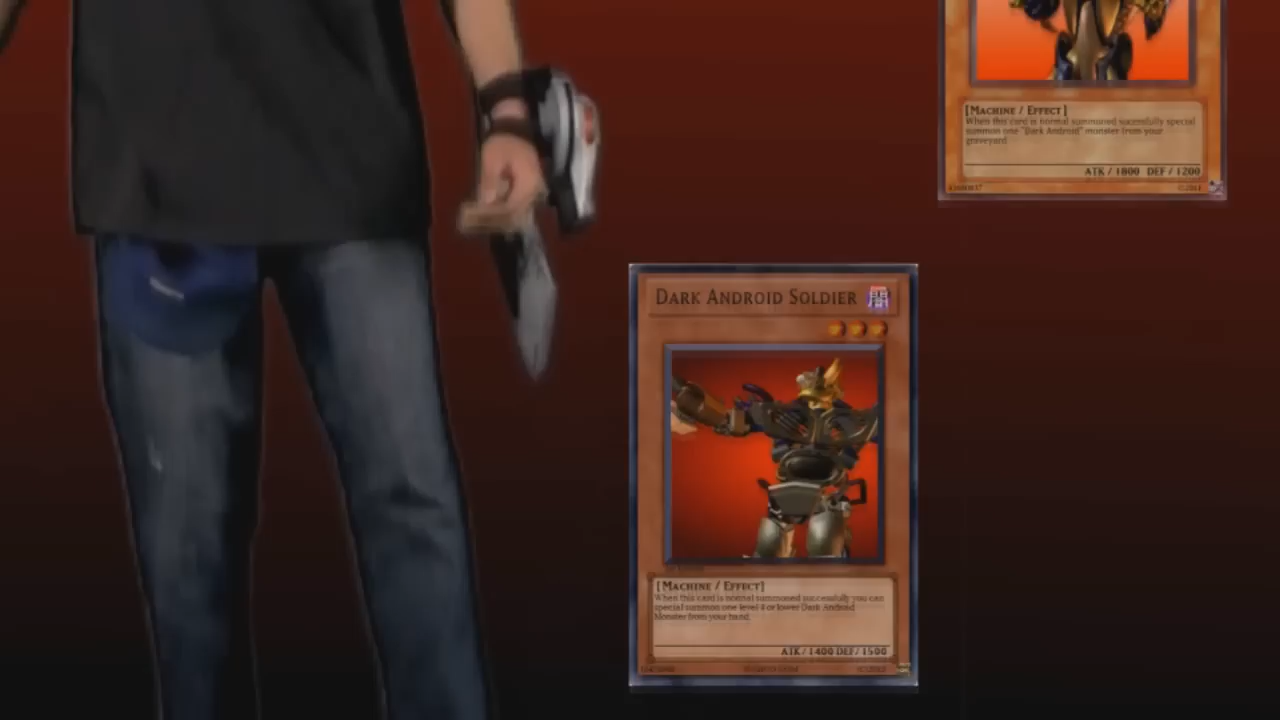 [MACHINE / EFFECT]
When this card is normal summoned sucessfully special
summon one "Dark Android" monster from your
graveyard
ATK / 1800 DEF / 1200
DARK ANDROID SOLDIER 闇
[MACHINE / EFFECT]
When this card is normal summoned successfully you can
special summon one level 4 or lower Dark Android
Monster from your hand.
ATK / 1400 DEF/ 1500